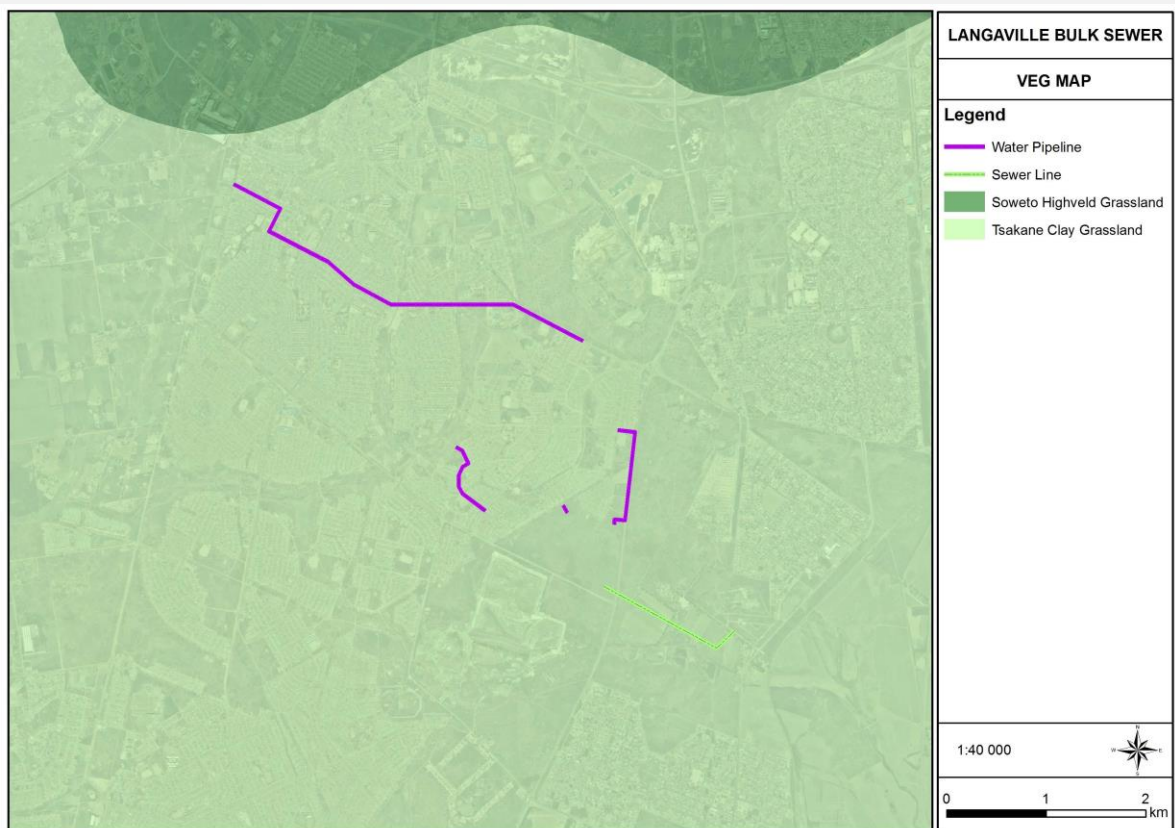 LANGAVILLE BULK SEWER
VEG MAP
Legend
Water Pipeline
Sewer Line
Soweto Highveld Grassland
Tsakane Clay Grassland
1:40 000
N
W E
S
0 1 2
km